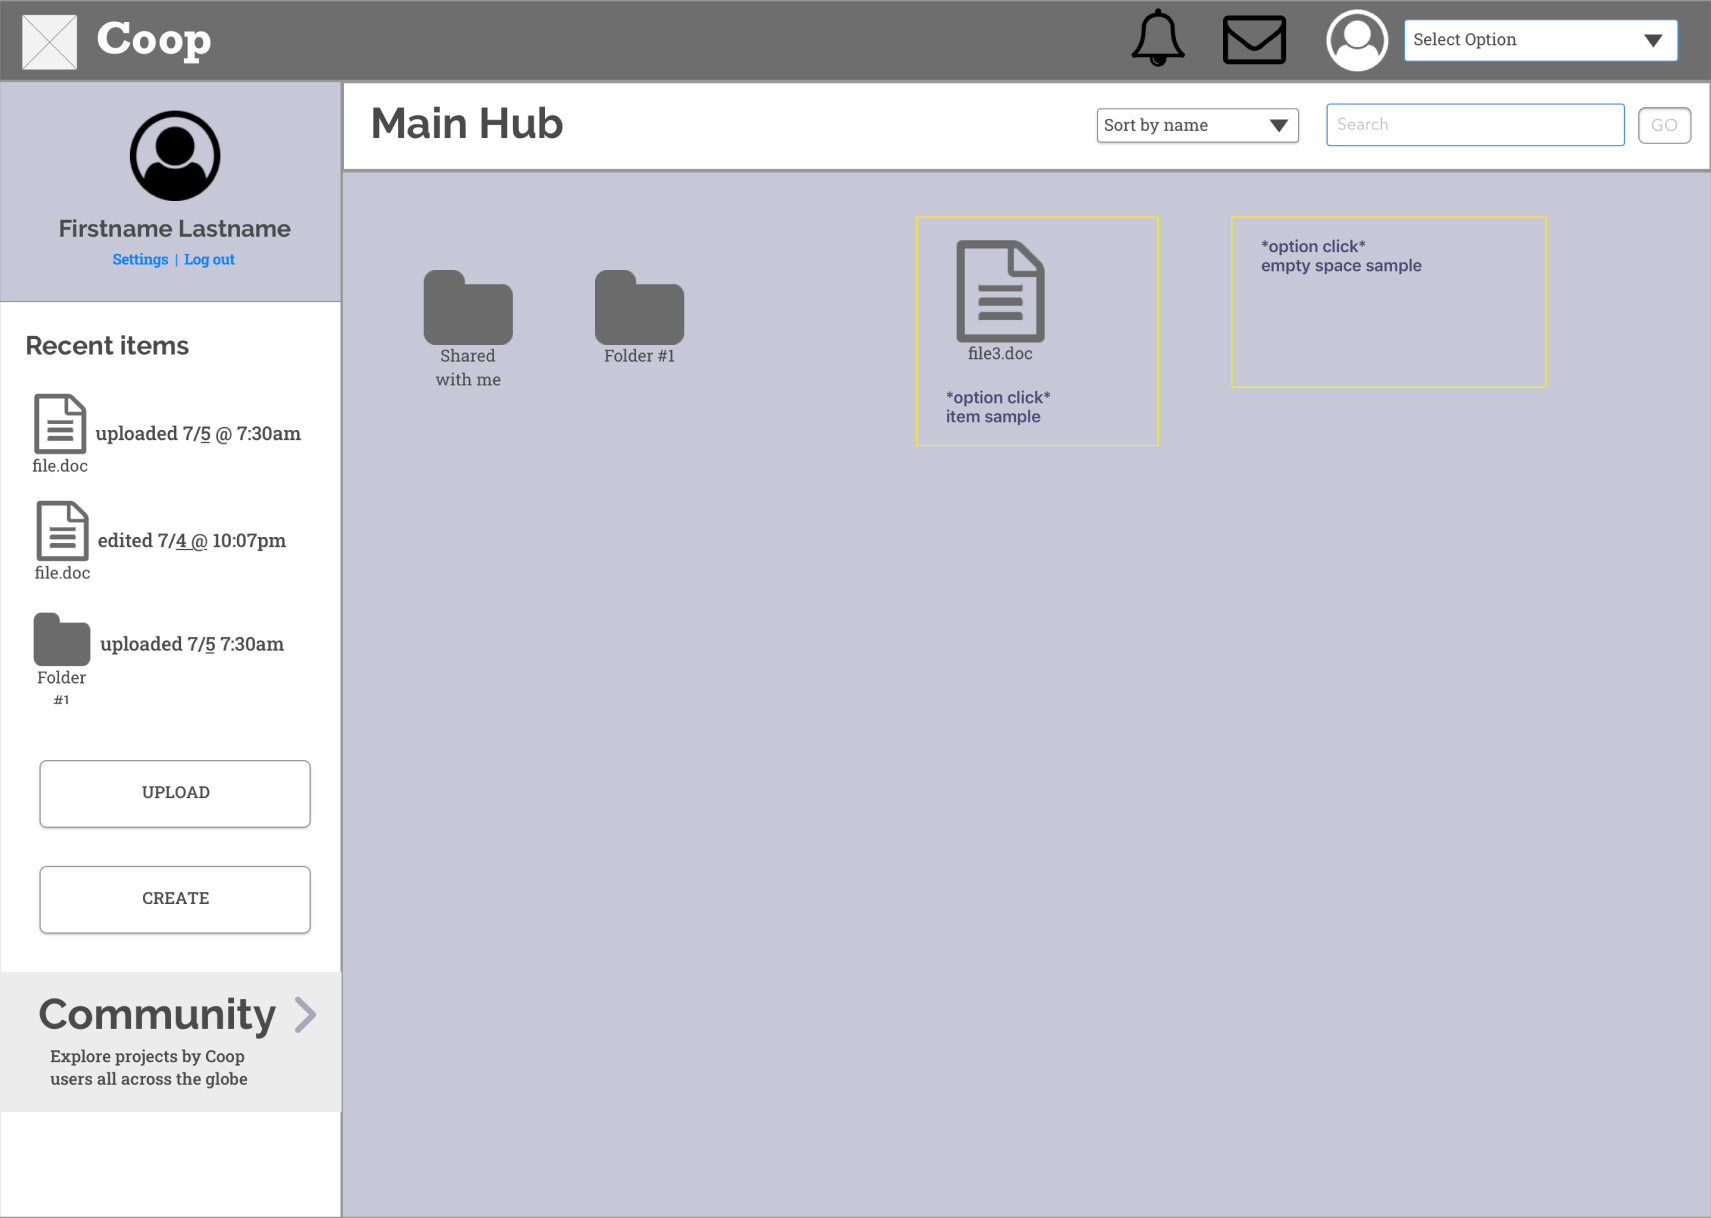 Coop
Select Option
Main Hub
Sort by name
Search
GO
Firstname Lastname
Settings | Log out
Recent items
uploaded 7/5 @ 7:30am
file.doc
edited 7/4 @ 10:07pm
file.doc
uploaded 7/5 7:30am
Folder
#1
UPLOAD
CREATE
Community
Explore projects by Coop
users all across the globe
Shared
with me
Folder #1
file3.doc
*option click*
item sample
*option click*
empty space sample